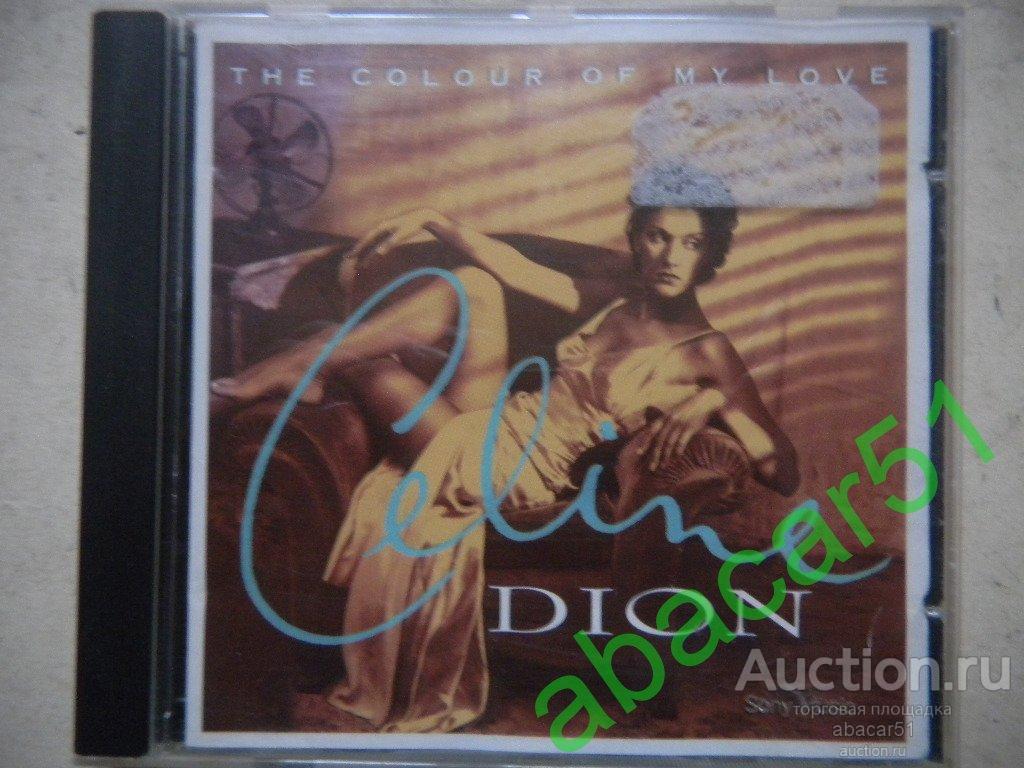 THE COLOUR OF MY LOVE
Celine
DION
abacar51
Auction.ru
торговая площадка
abacar51
auction.ru